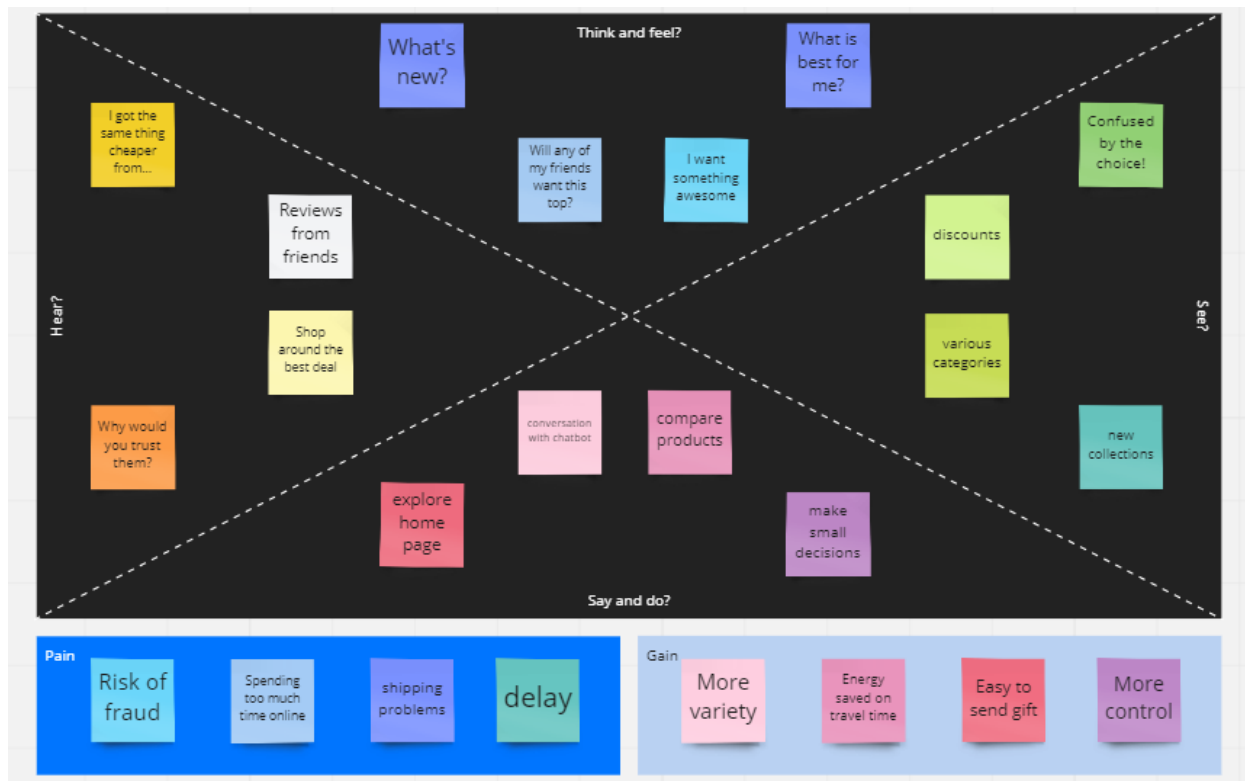 Think and feel?
What's
new?
What is
best for
me?
Will any of
my friends
want this
top?
I want
something
awesome
Hear?
I got the
same thing
cheaper
from...
Reviews
from
friends
Shop
around the
best deal
Why would
you trust
them?
See?
Confused
by the
choice!
discounts
various
categories
new
collections
conversation
with chatbot
compare
products
explore
home
page
make
small
decisions
Say and do?
Pain
Risk of
fraud
Spending
too much
time online
shipping
problems
delay
Gain
More
variety
Energy
saved on
travel time
Easy to
send gift
More
control